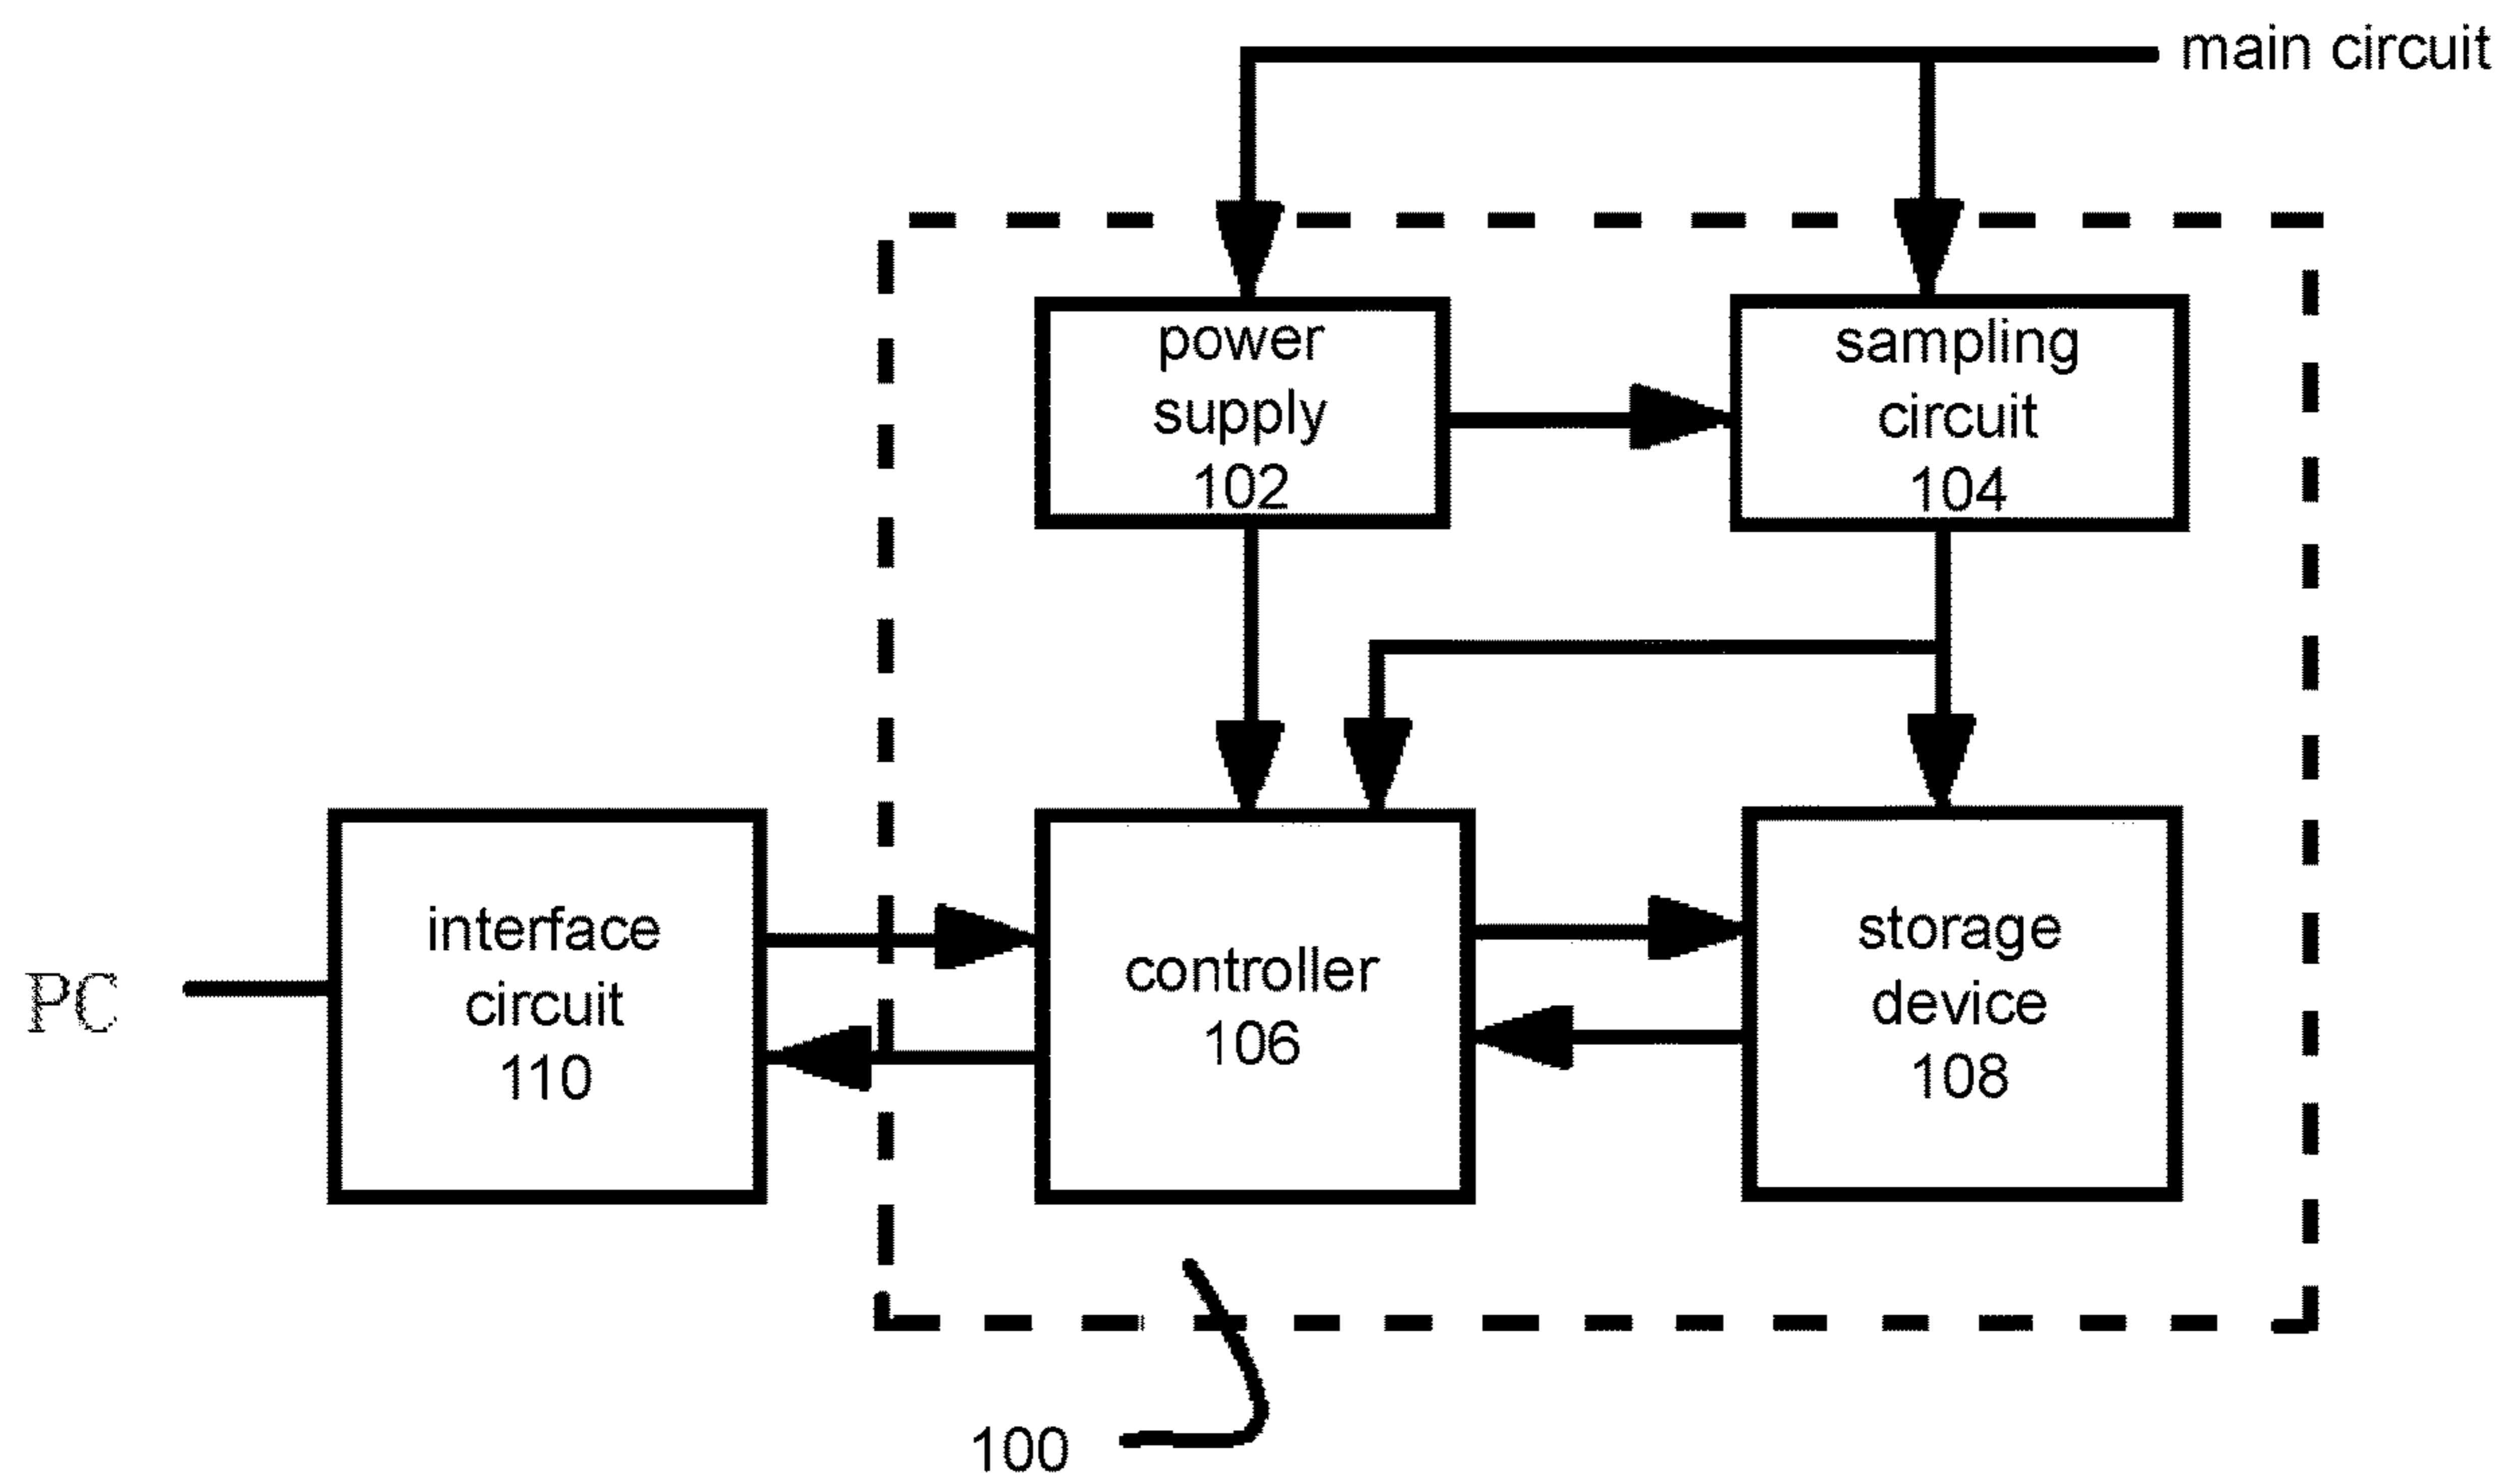 main circuit
power
supply
102
sampling
circuit
104
interface
circuit
110
PC
controller
106
storage
device
108
100